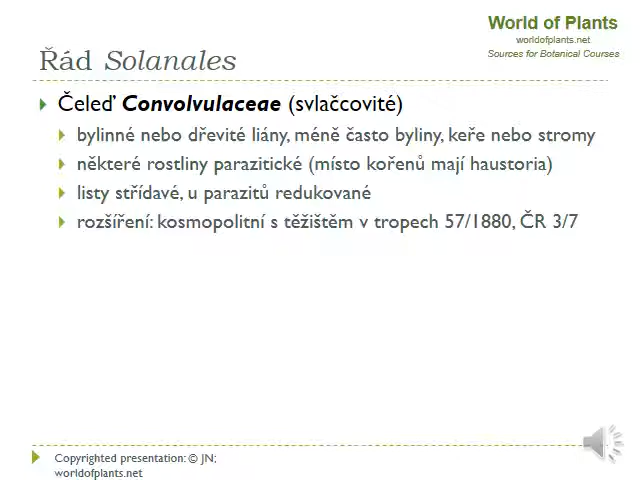 World of Plants
worldofplants.net
Sources for Botanical Courses
Řád Solanales
Čeleď Convolvulaceae (svlačcovité)
bylinné nebo dřevité liány, méně často byliny, keře nebo stromy
některé rostliny parazitické (místo kořenů mají haustoria)
listy střídavé, u parazitů redukované
rozšíření: kosmopolitní s těžištěm v tropech 57/1880, ČR 3/7
Copyrighted presentation: © JN;
worldofplants.net